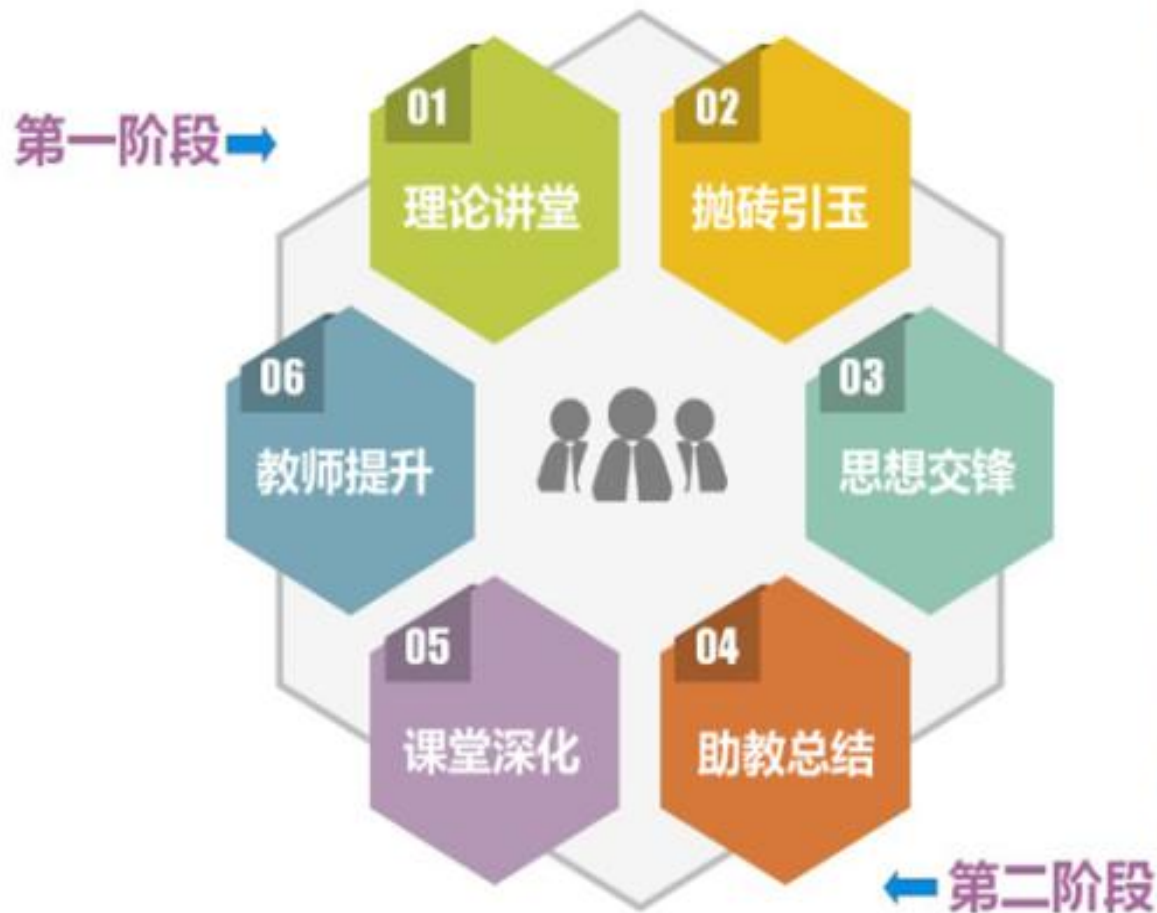 第一阶段
01
理论讲堂
02
抛砖引玉
03
思想交锋
04
助教总结
05
课堂深化
06
教师提升
第二阶段